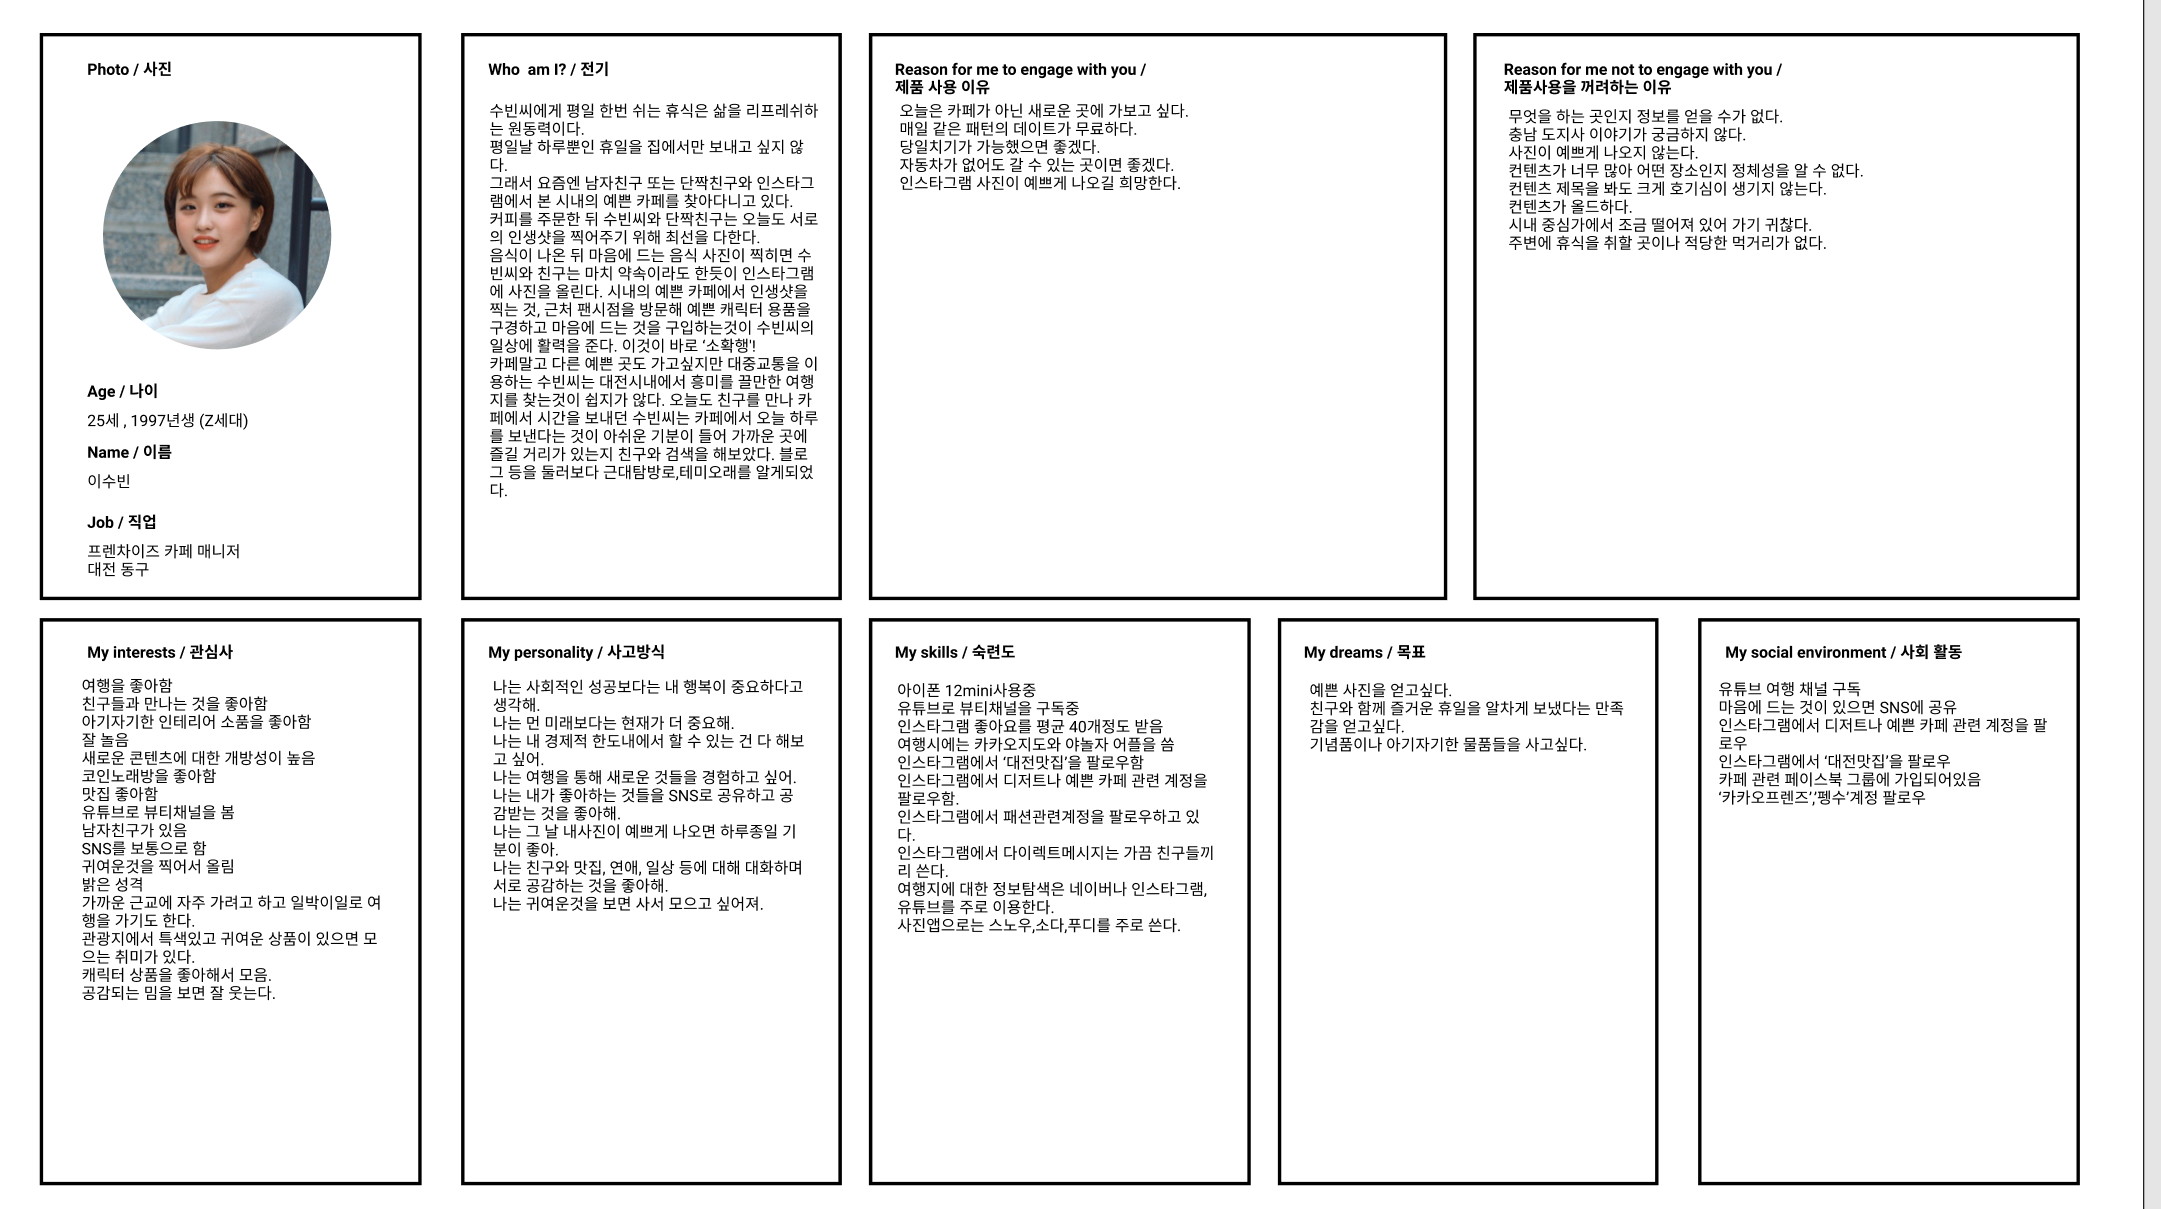 Photo / 사진
Age / 나이
25세 , 1997년생 (Z세대)
Name / 이름
이수빈
Job / 직업
프렌차이즈 카페 매니저
대전 동구
Who  am I? / 전기
수빈씨에게 평일 한번 쉬는 휴식은 삶을 리프레쉬하
는 원동력이다.
평일날 하루뿐인 휴일을 집에서만 보내고 싶지 않
다.
그래서 요즘엔 남자친구 또는 단짝친구와 인스타그
램에서 본 시내의 예쁜 카페를 찾아다니고 있다.
커피를 주문한 뒤 수빈씨와 단짝친구는 오늘도 서로
의 인생샷을 찍어주기 위해 최선을 다한다.
음식이 나온 뒤 마음에 드는 음식 사진이 찍히면 수
빈씨와 친구는 마치 약속이라도 한듯이 인스타그램
에 사진을 올린다. 시내의 예쁜 카페에서 인생샷을
찍는 것, 근처 팬시점을 방문해 예쁜 캐릭터 용품을
구경하고 마음에 드는 것을 구입하는것이 수빈씨의
일상에 활력을 준다. 이것이 바로 ‘소확행’!
카페말고 다른 예쁜 곳도 가고싶지만 대중교통을 이
용하는 수빈씨는 대전시내에서 흥미를 끌만한 여행
지를 찾는것이 쉽지가 않다. 오늘도 친구를 만나 카
페에서 시간을 보내던 수빈씨는 카페에서 오늘 하루
를 보낸다는 것이 아쉬운 기분이 들어 가까운 곳에
즐길 거리가 있는지 친구와 검색을 해보았다. 블로
그 등을 둘러보다 근대탐방로,테미오래를 알게되었
다.
Reason for me to engage with you /
제품 사용 이유
오늘은 카페가 아닌 새로운 곳에 가보고 싶다.
매일 같은 패턴의 데이트가 무료하다.
당일치기가 가능했으면 좋겠다.
자동차가 없어도 갈 수 있는 곳이면 좋겠다.
인스타그램 사진이 예쁘게 나오길 희망한다.
Reason for me not to engage with you /
제품사용을 꺼려하는 이유
무엇을 하는 곳인지 정보를 얻을 수가 없다.
충남 도지사 이야기가 궁금하지 않다.
사진이 예쁘게 나오지 않는다.
컨텐츠가 너무 많아 어떤 장소인지 정체성을 알 수 없다.
컨텐츠 제목을 봐도 크게 호기심이 생기지 않는다.
컨텐츠가 올드하다.
시내 중심가에서 조금 떨어져 있어 가기 귀찮다.
주변에 휴식을 취할 곳이나 적당한 먹거리가 없다.
My interests / 관심사
여행을 좋아함
친구들과 만나는 것을 좋아함
아기자기한 인테리어 소품을 좋아함
잘 놀음
새로운 콘텐츠에 대한 개방성이 높음
코인노래방을 좋아함
맛집 좋아함
유튜브로 뷰티채널을 봄
남자친구가 있음
SNS를 보통으로 함
귀여운것을 찍어서 올림
밝은 성격
가까운 근교에 자주 가려고 하고 일박이일로 여
행을 가기도 한다.
관광지에서 특색있고 귀여운 상품이 있으면 모
으는 취미가 있다.
캐릭터 상품을 좋아해서 모음.
공감되는 밈을 보면 잘 웃는다.
My personality / 사고방식
나는 사회적인 성공보다는 내 행복이 중요하다고
생각해.
나는 먼 미래보다는 현재가 더 중요해.
나는 내 경제적 한도내에서 할 수 있는 건 다 해보
고 싶어.
나는 여행을 통해 새로운 것들을 경험하고 싶어.
나는 내가 좋아하는 것들을 SNS로 공유하고 공
감받는 것을 좋아해.
나는 그 날 내사진이 예쁘게 나오면 하루종일 기
분이 좋아.
나는 친구와 맛집, 연애, 일상 등에 대해 대화하며
서로 공감하는 것을 좋아해.
나는 귀여운것을 보면 사서 모으고 싶어져.
My skills / 숙련도
아이폰 12mini사용중
유튜브로 뷰티채널을 구독중
인스타그램 좋아요를 평균 40개정도 받음
여행시에는 카카오지도와 야놀자 어플을 씀
인스타그램에서 ‘대전맛집’을 팔로우함
인스타그램에서 디저트나 예쁜 카페 관련 계정을
팔로우함.
인스타그램에서 패션관련계정을 팔로우하고 있
다.
인스타그램에서 다이렉트메시지는 가끔 친구들끼
리 쓴다.
여행지에 대한 정보탐색은 네이버나 인스타그램,
유튜브를 주로 이용한다.
사진앱으로는 스노우,소다,푸디를 주로 쓴다.
My dreams / 목표
예쁜 사진을 얻고싶다.
친구와 함께 즐거운 휴일을 알차게 보냈다는 만족
감을 얻고싶다.
기념품이나 아기자기한 물품들을 사고싶다.
My social environment / 사회 활동
유튜브 여행 채널 구독
마음에 드는 것이 있으면 SNS에 공유
인스타그램에서 디저트나 예쁜 카페 관련 계정을 팔
로우
인스타그램에서 ‘대전맛집’을 팔로우
카페 관련 페이스북 그룹에 가입되어있음
‘카카오프렌즈’,’펭수’계정 팔로우